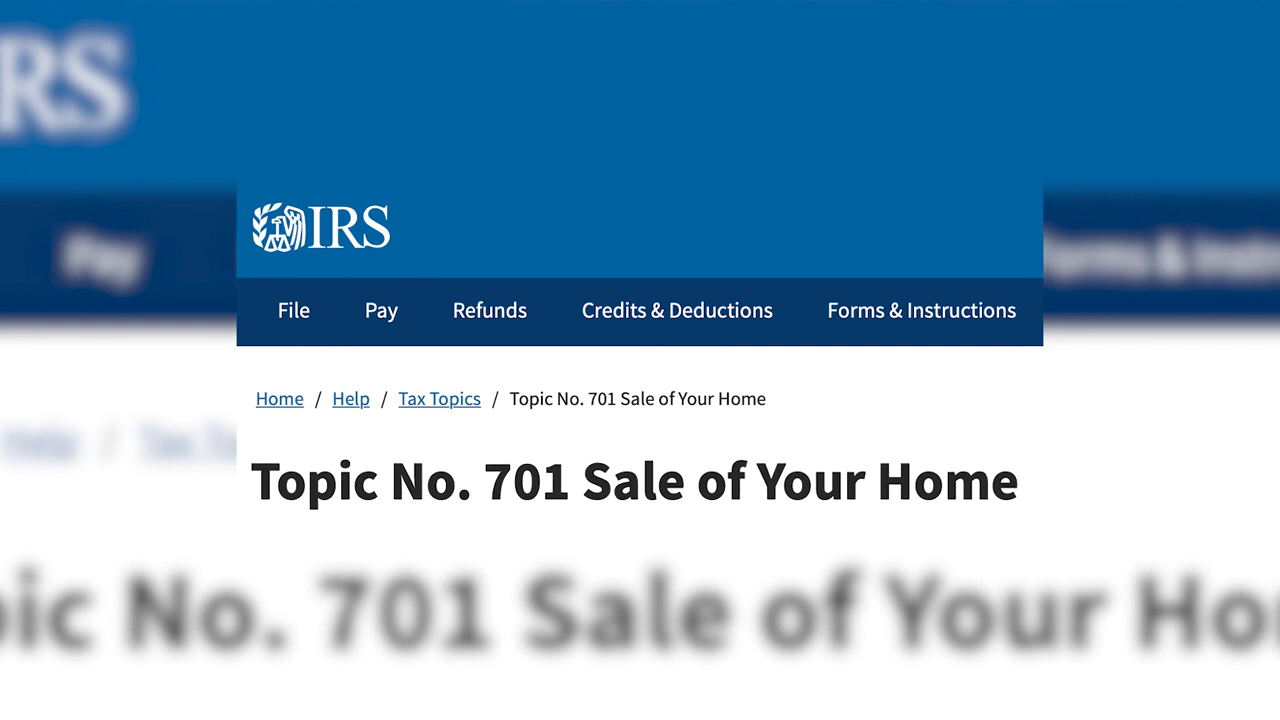 IRS
File Pay Refunds Credits & Deductions Forms & Instructions
Home / Help / Tax Topics / Topic No. 701 Sale of Your Home
Topic No. 701 Sale of Your Home